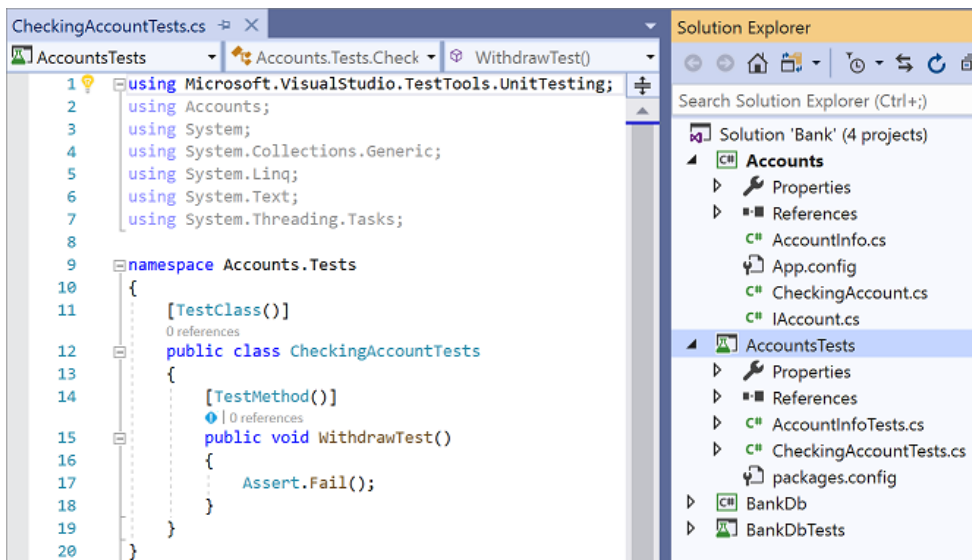 CheckingAccountTests.cs
AccountsTests
Accounts.Tests.Check
WithdrawTest()
1 using Microsoft.VisualStudio.TestTools.UnitTesting;
2 using Accounts;
3 using System;
4 using System.Collections.Generic;
5 using System.Linq;
6 using System.Text;
7 using System.Threading.Tasks;
8
9 namespace Accounts.Tests
10 {
11 [TestClass()]
0 references
12 public class CheckingAccountTests
13 {
14 [TestMethod()]
| 0 references
15 public void WithdrawTest()
16 {
17 Assert.Fail();
18 }
19 }
20 }
Solution Explorer
Search Solution Explorer (Ctrl+;)
Solution 'Bank' (4 projects)
C# Accounts
Properties
References
C# AccountInfo.cs
App.config
C# CheckingAccount.cs
C# IAccount.cs
AccountsTests
Properties
References
C# AccountInfoTests.cs
C# CheckingAccountTests.cs
packages.config
C# BankDb
BankDbTests